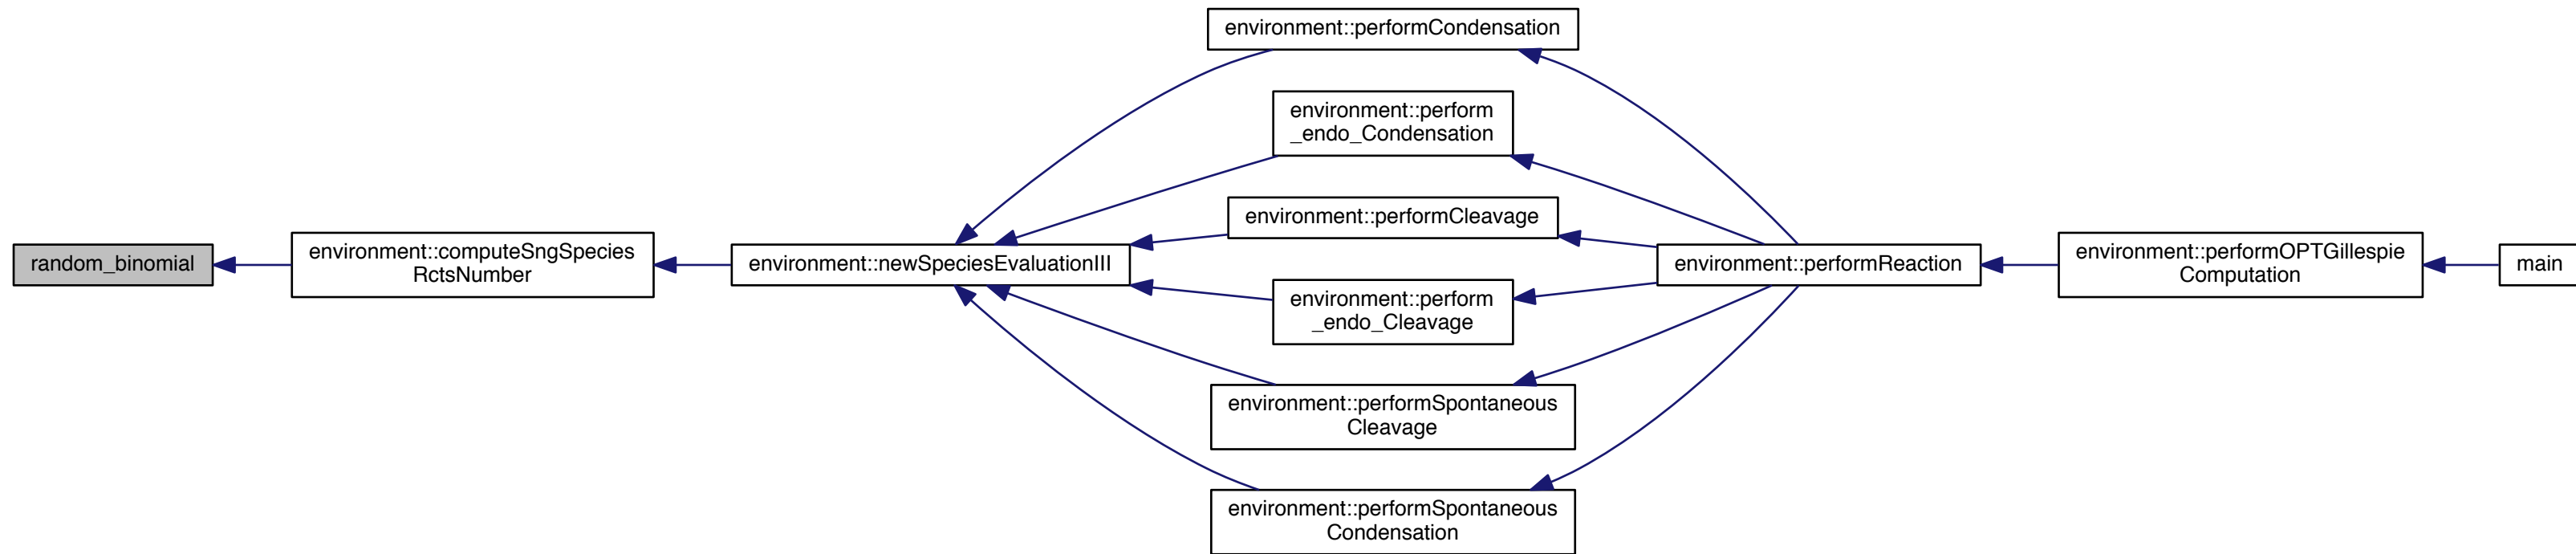 random_binomial
environment::computeSngSpecies
RctsNumber
environment::newSpeciesEvaluationIII
environment::performCondensation
environment::perform
_endo_Condensation
environment::performCleavage
environment::perform
_endo_Cleavage
environment::performSpontaneous
Cleavage
environment::performSpontaneous
Condensation
environment::performReaction
environment::performOPTGillespie
Computation
main